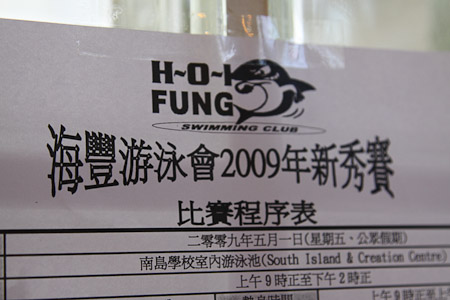 H~O~I
FUNG
SWIMMING CLUB
海豐游泳會2009年新秀賽
比賽程序表
二零零九年五月一日(星期五、公眾假期)
南島學校室內游泳池(South Island & Creation Centre)
上午9時正至下午2時正